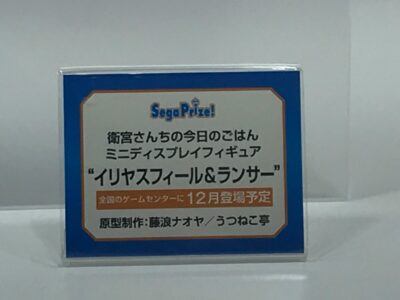 Sega Prize!
衛宮さんちの今日のごはん
ミニディスプレイフィギュア
“イリヤスフィール&ランサー”
全国のゲームセンターに 12月登場予定
原型制作:藤浪ナオヤ/うつねこ亭